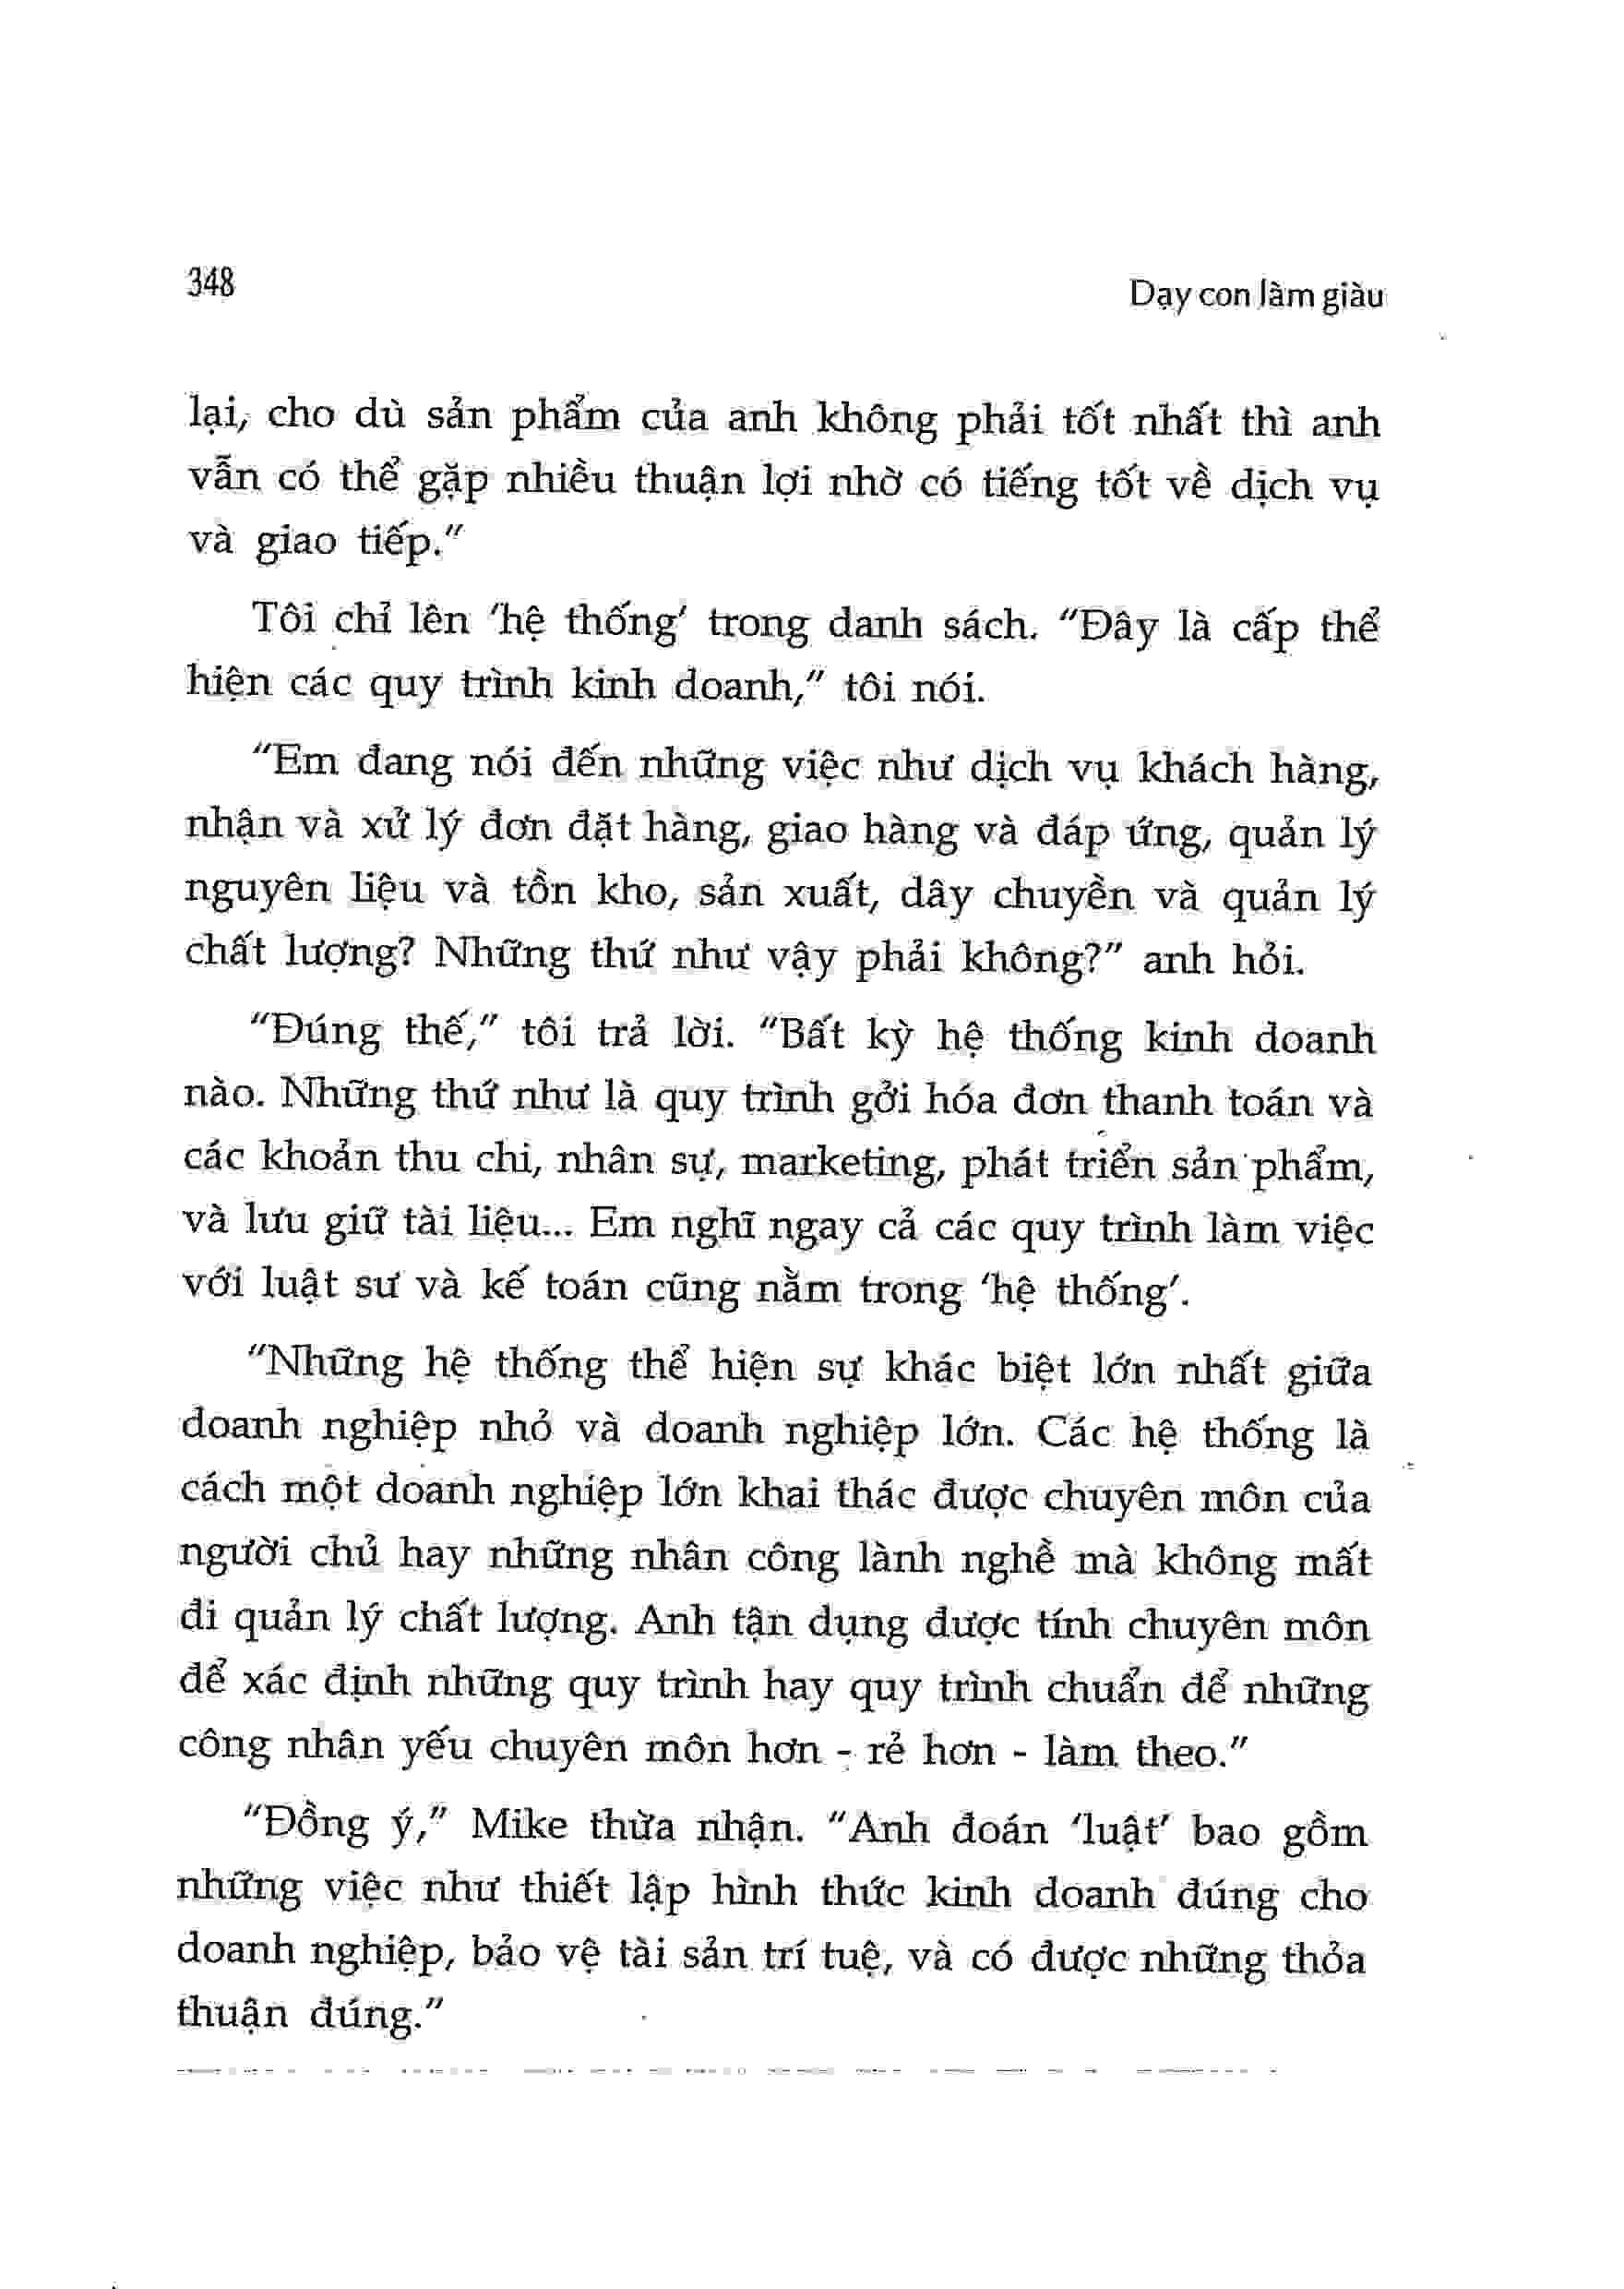 348
Dạy con làm giàu
lại, cho dù sản phẩm của anh không phải tốt nhất thì anh
vẫn có thể gặp nhiều thuận lợi nhờ có tiếng tốt về dịch vụ
và giao tiếp."
Tôi chỉ lên 'hệ thống' trong danh sách. "Đây là cấp thể
hiện các quy trình kinh doanh," tôi nói.
"Em đang nói đến những việc như dịch vụ khách hàng,
nhận và xử lý đơn đặt hàng, giao hàng và đáp ứng, quản lý
nguyên liệu và tồn kho, sản xuất, dây chuyền và quản lý
chất lượng? Những thứ như vậy phải không?" anh hỏi.
"Đúng thế," tôi trả lời. "Bất kỳ hệ thống kinh doanh
nào. Những thứ như là quy trình gởi hóa đơn thanh toán và
các khoản thu chi, nhân sự, marketing, phát triển sản phẩm,
và lưu giữ tài liệu... Em nghĩ ngay cả các quy trình làm việc
với luật sư và kế toán cũng nằm trong 'hệ thống'.
"Những hệ thống thể hiện sự khác biệt lớn nhất giữa
doanh nghiệp nhỏ và doanh nghiệp lớn. Các hệ thống là
cách một doanh nghiệp lớn khai thác được chuyên môn của
người chủ hay những nhân công lành nghề mà không mất
đi quản lý chất lượng. Anh tận dụng được tính chuyên môn
để xác định những quy trình hay quy trình chuẩn để những
công nhân yếu chuyên môn hơn - rẻ hơn - làm theo."
"Đồng ý," Mike thừa nhận. "Anh đoán 'luật' bao gồm
những việc như thiết lập hình thức kinh doanh đúng cho
doanh nghiệp, bảo vệ tài sản trí tuệ, và có được những thỏa
thuận đúng."